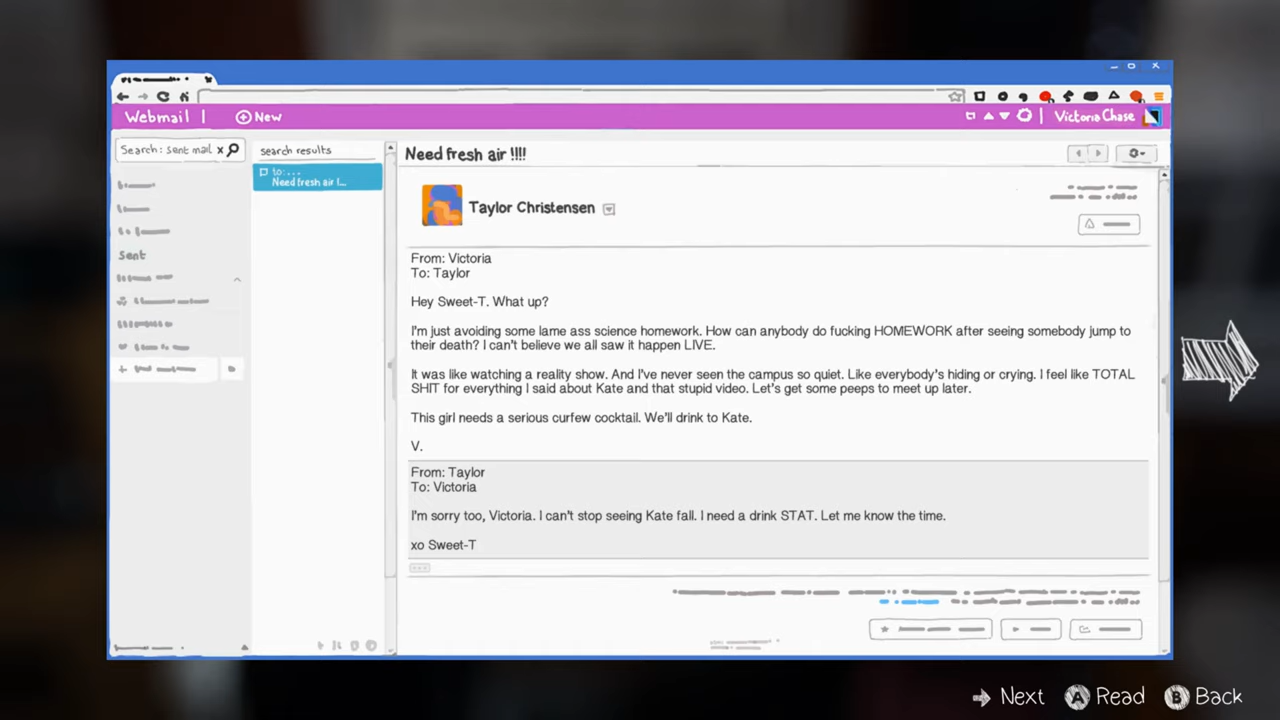 Webmail |
New
Victoria Chase
Search: sent mail x
search results
Need fresh air !!!!
to:...
Need fresh air !...
Taylor Christensen
Sent
From: Victoria
To: Taylor
Hey Sweet-T. What up?
I'm just avoiding some lame ass science homework. How can anybody do fucking HOMEWORK after seeing somebody jump to
their death? I can't believe we all saw it happen LIVE.
It was like watching a reality show. And I've never seen the campus so quiet. Like everybody's hiding or crying. I feel like TOTAL
SHIT for everything I said about Kate and that stupid video. Let's get some peeps to meet up later.
This girl needs a serious curfew cocktail. We'll drink to Kate.
V.
From: Taylor
To: Victoria
I'm sorry too, Victoria. I can't stop seeing Kate fall. I need a drink STAT. Let me know the time.
xo Sweet-T
Next A Read B Back